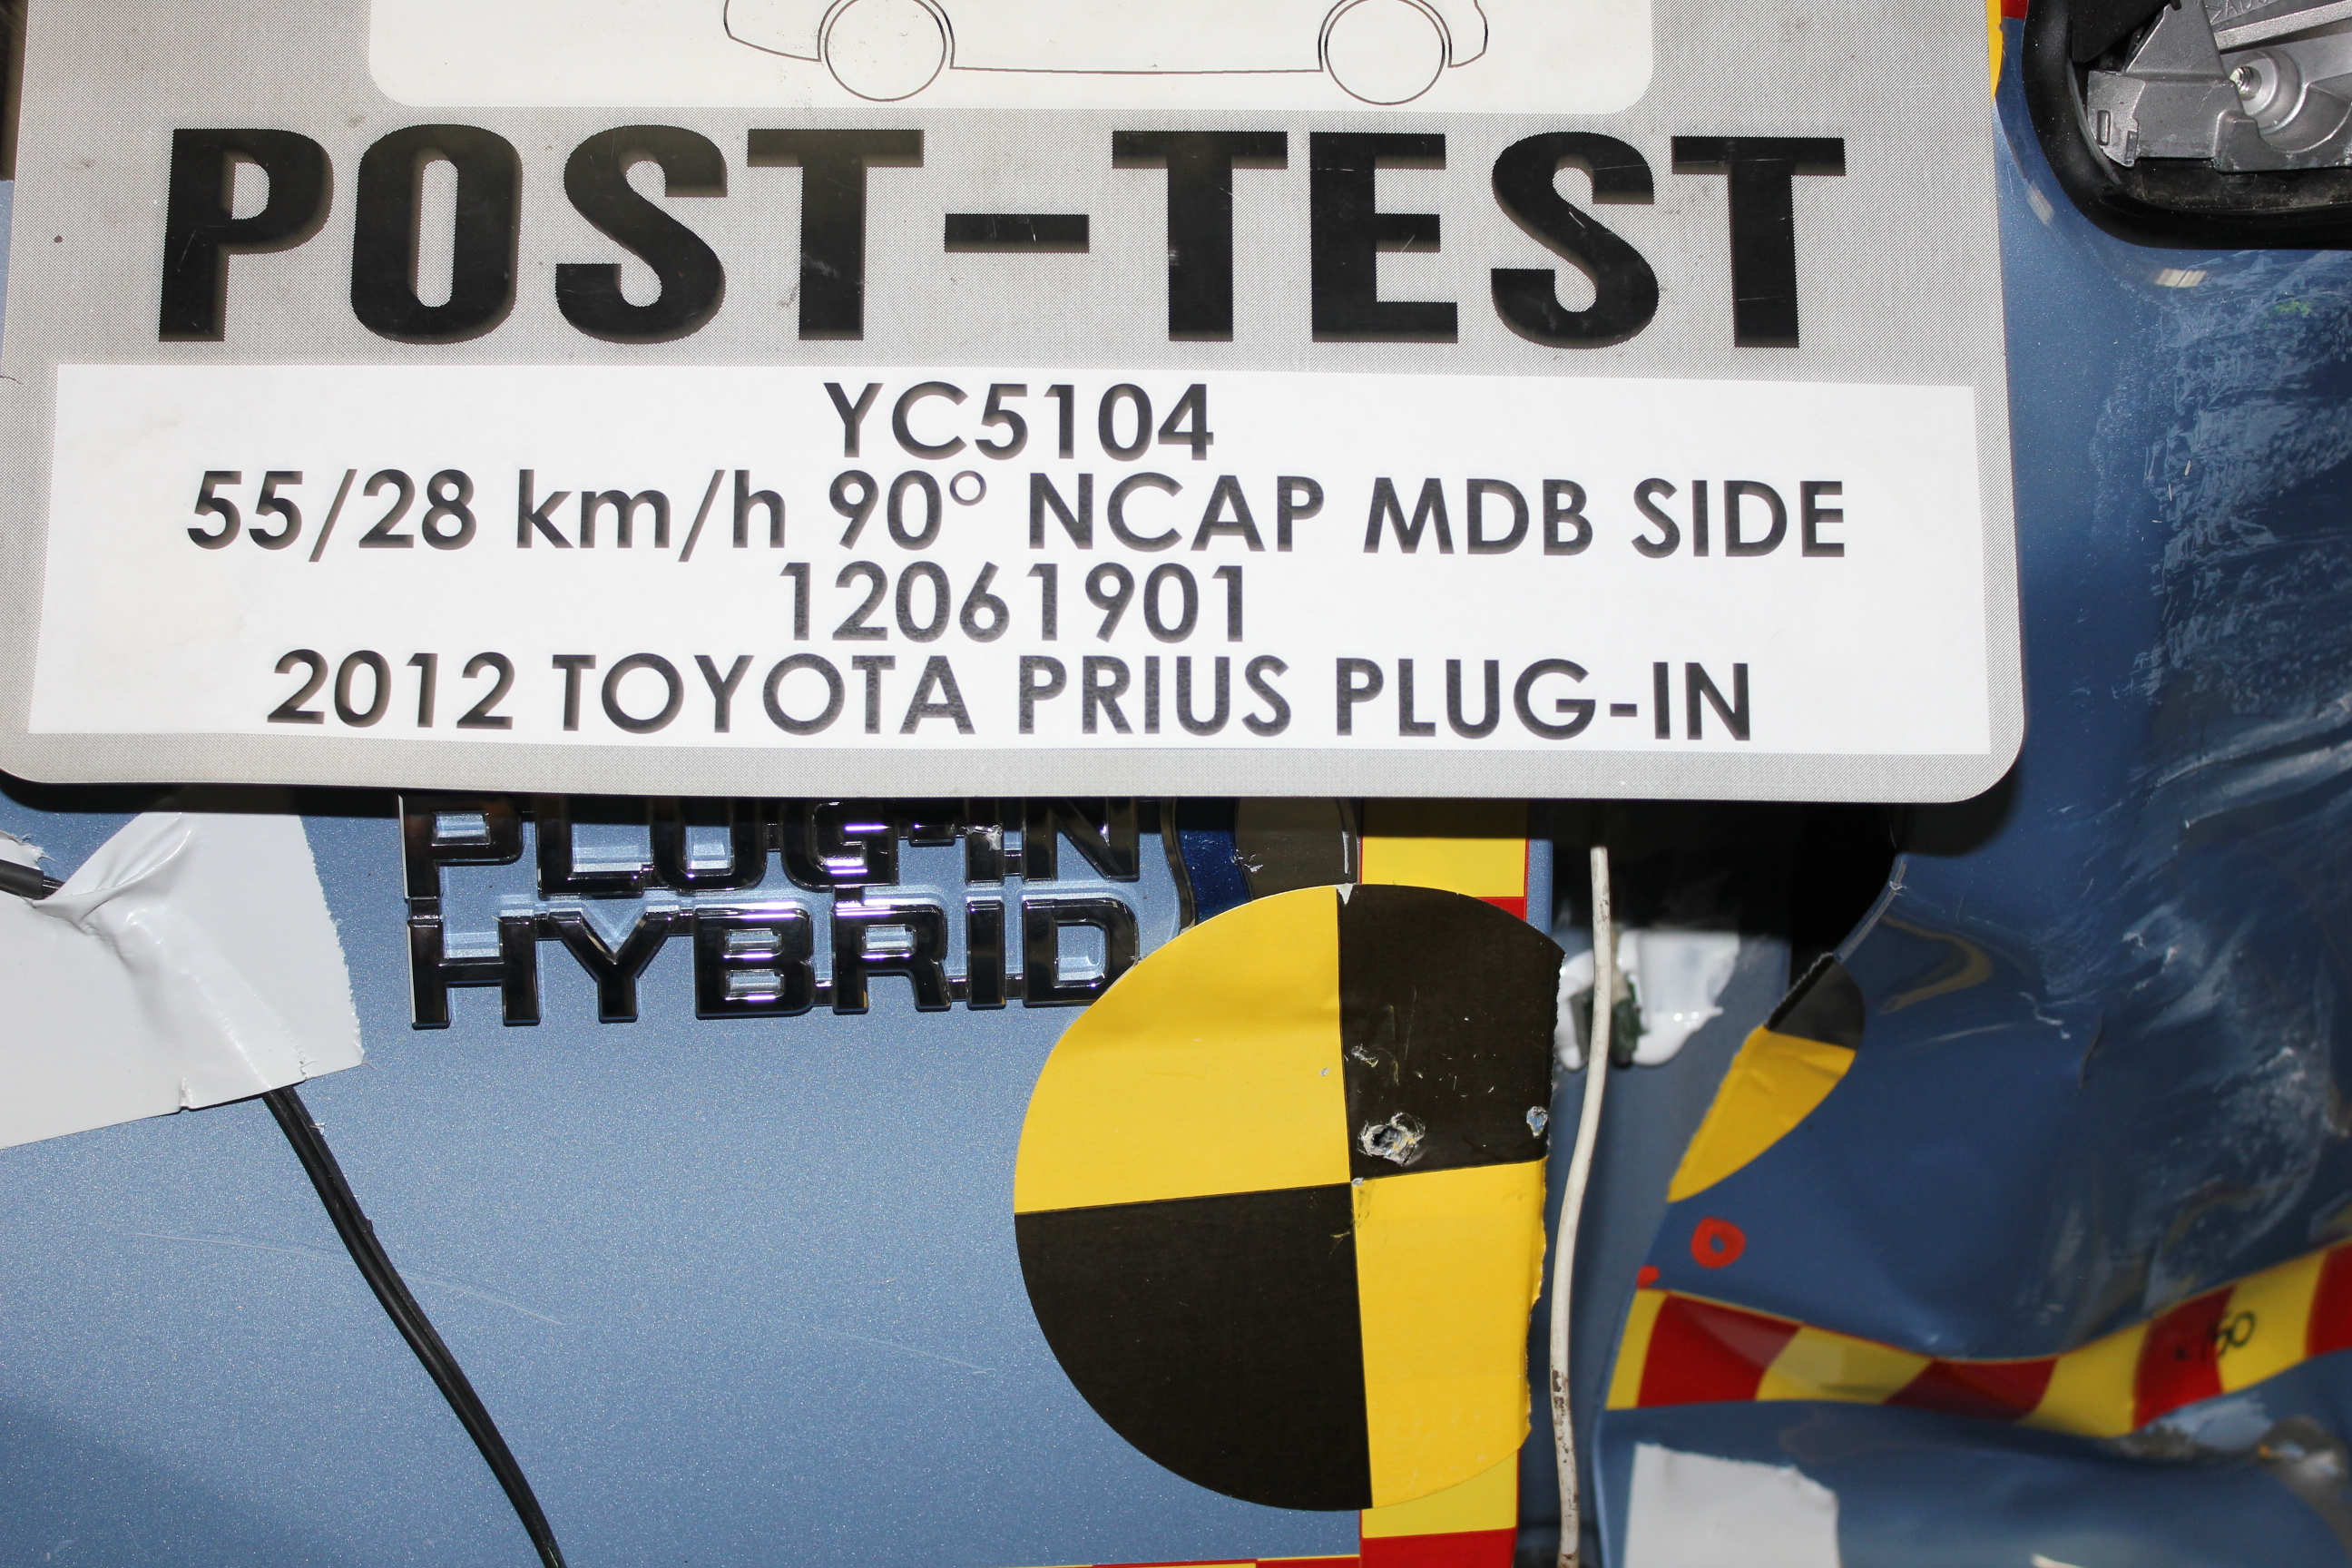 POST-TEST
YC5104
55/28 km/h 90° NCAP MDB SIDE
12061901
2012 TOYOTA PRIUS PLUG-IN
PLUG-IN
HYBRID